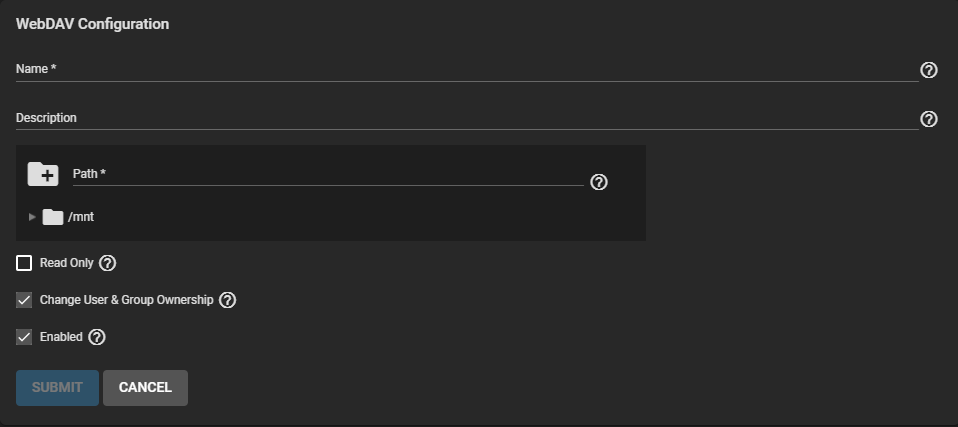 WebDAV Configuration
Name *
Description
Path *
/mnt
Read Only
Change User & Group Ownership
Enabled
SUBMIT CANCEL